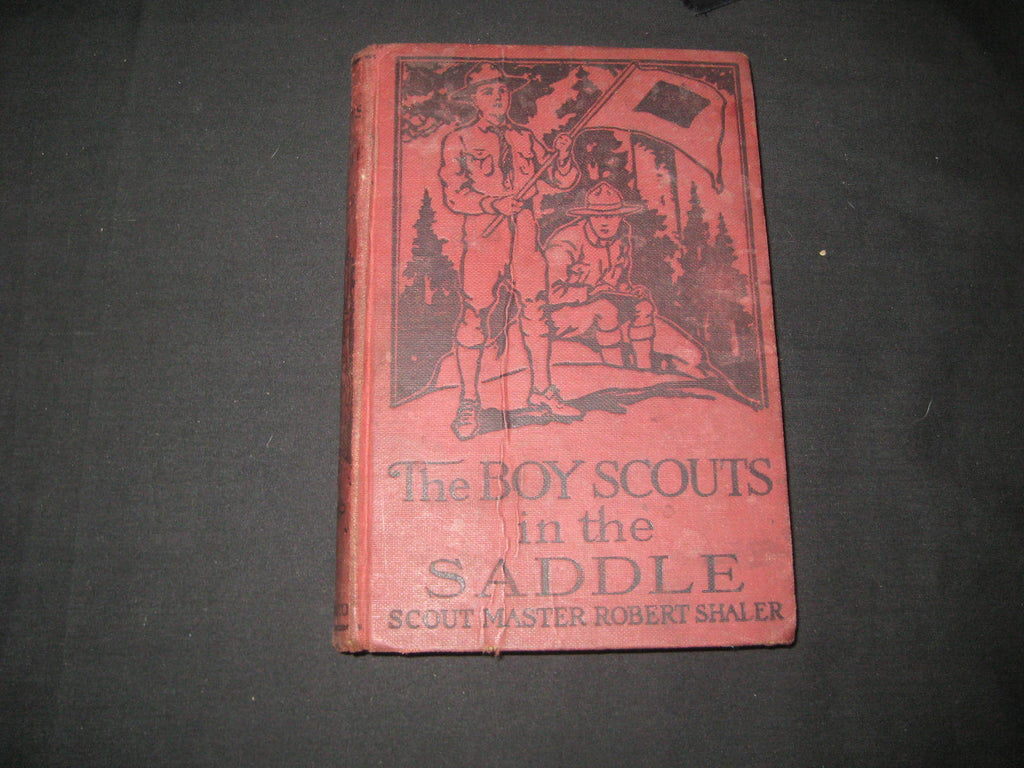 The BOY SCOUTS
in the
SADDLE
SCOUT MASTER ROBERT SHALER